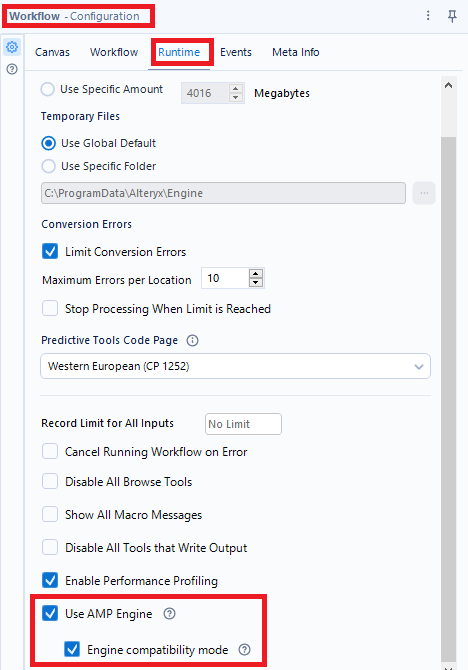 Workflow - Configuration
Canvas Workflow Runtime Events Meta Info
Use Specific Amount 4016 Megabytes
Temporary Files
Use Global Default
Use Specific Folder
C:\ProgramData\Alteryx\Engine ...
Conversion Errors
Limit Conversion Errors
Maximum Errors per Location 10
Stop Processing When Limit is Reached
Predictive Tools Code Page
Western European (CP 1252)
Record Limit for All Inputs No Limit
Cancel Running Workflow on Error
Disable All Browse Tools
Show All Macro Messages
Disable All Tools that Write Output
Enable Performance Profiling
Use AMP Engine
Engine compatibility mode